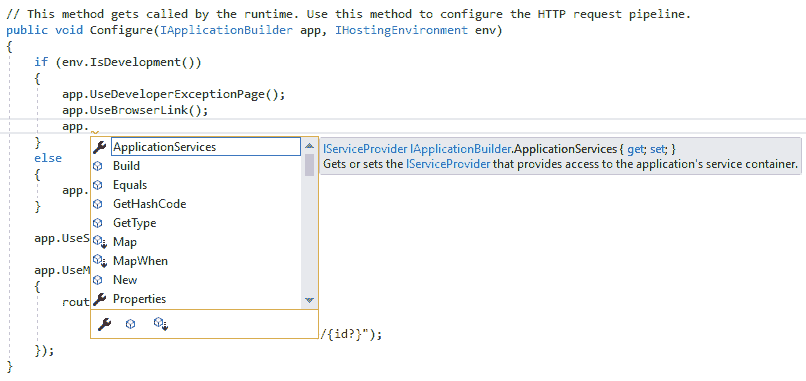 // This method gets called by the runtime. Use this method to configure the HTTP request pipeline.
public void Configure(IApplicationBuilder app, IHostingEnvironment env)
{
if (env.IsDevelopment())
{
app.UseDeveloperExceptionPage();
app.UseBrowserLink();
app.
}
ApplicationServices
IServiceProvider IApplicationBuilder.ApplicationServices { get; set; }
Gets or sets the IServiceProvider that provides access to the application's service container.
else
Build
{
Equals
app.
GetHashCode
}
GetType
app.UseS
Map
MapWhen
app.UseM
New
{
Properties
rout
/{id?}");
});
}